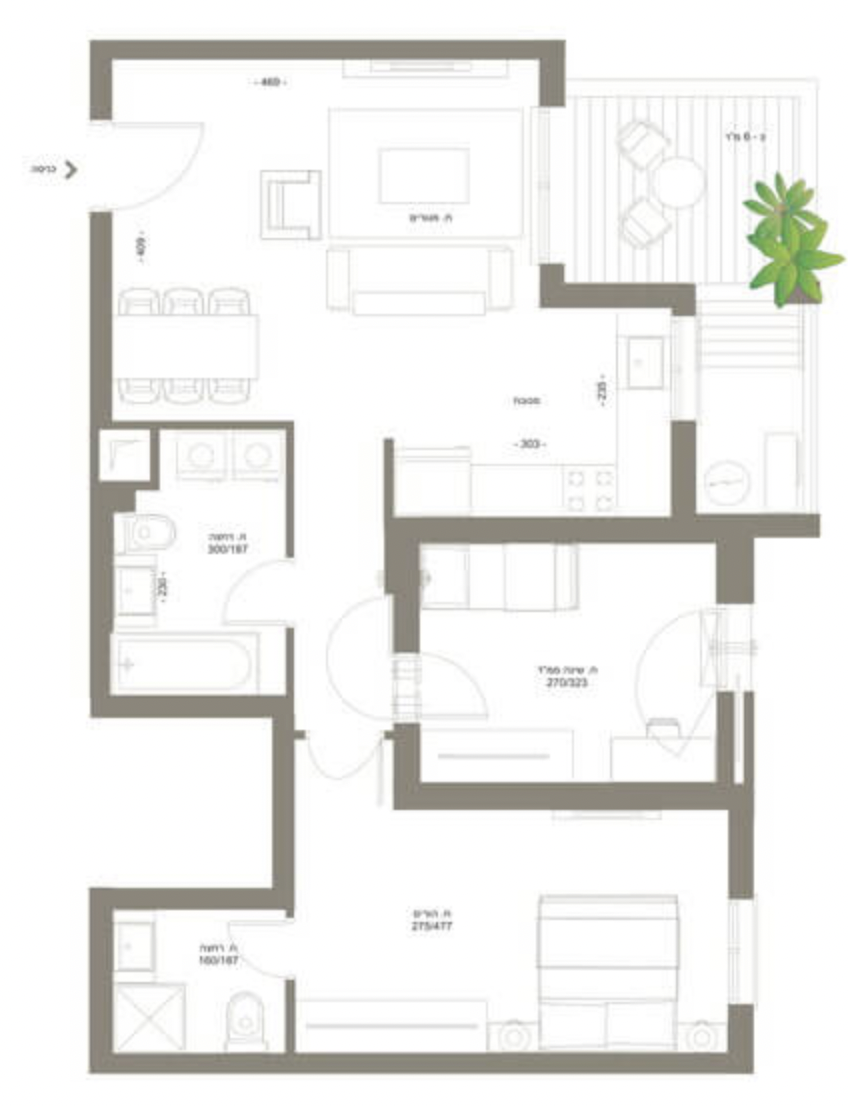 - 469 -
כ - 6 מ"ר
כניסה
ח. מגורים
- 409 -
- 235 -
מטבח
- 303 -
ח. רחצה
300/187
- 230 -
ח. שינה ממ"ד
270/323
ח. הורים
275/477
ח. רחצה
160/187